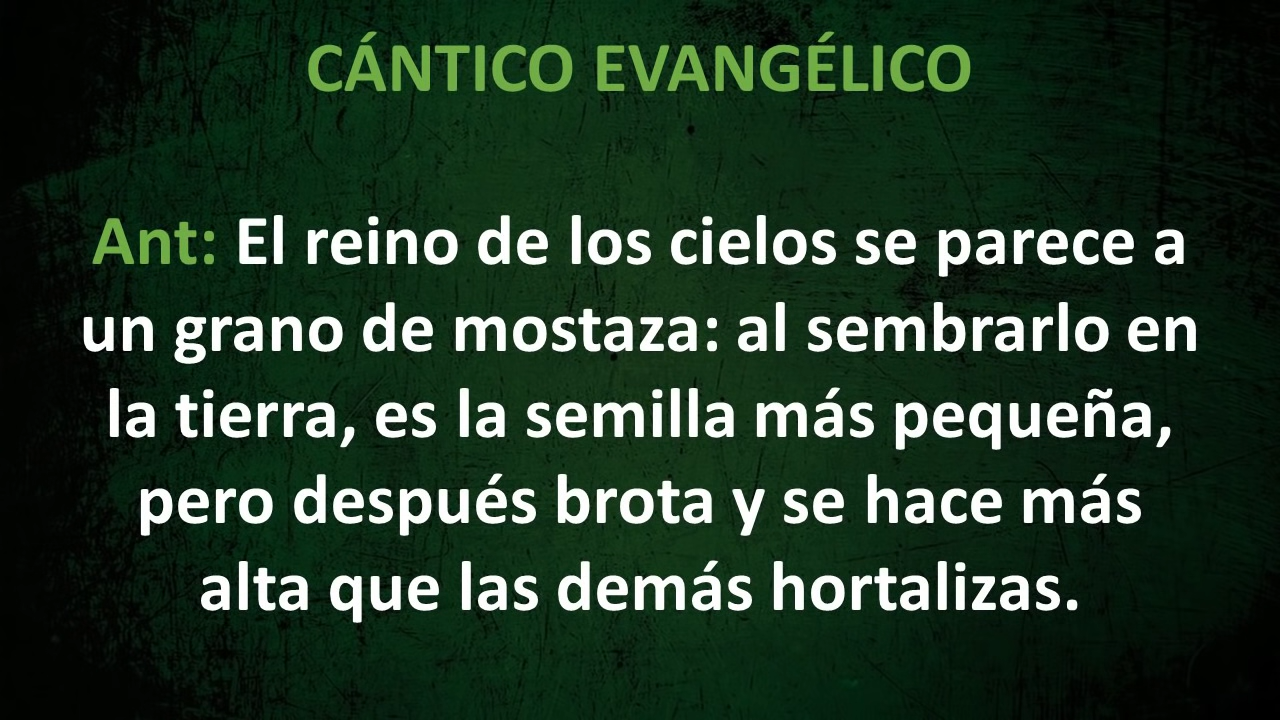 CÁNTICO EVANGÉLICO
Ant: El reino de los cielos se parece a
un grano de mostaza: al sembrarlo en
la tierra, es la semilla más pequeña,
pero después brota y se hace más
alta que las demás hortalizas.